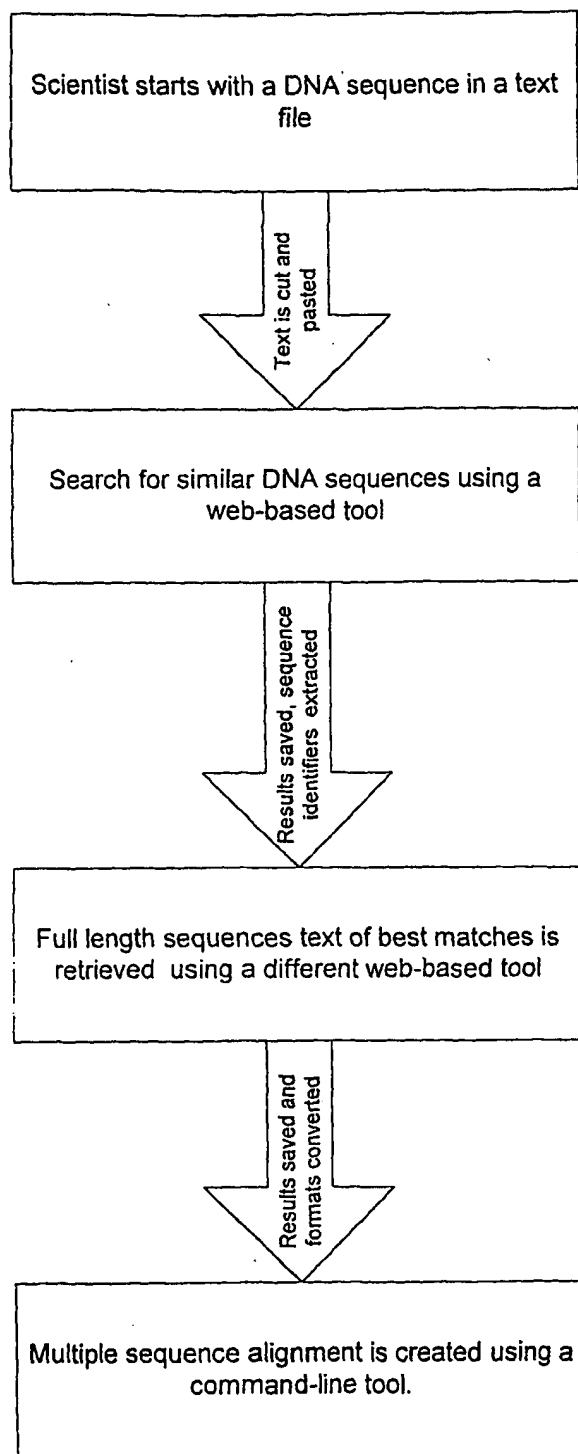 Scientist starts with a DNA sequence in a text
file
Text is cut and
pasted
Search for similar DNA sequences using a
web-based tool
Results saved, sequence
identifiers extracted
Full length sequences text of best matches is
retrieved using a different web-based tool
Results saved and
formats converted
Multiple sequence alignment is created using a
command-line tool.